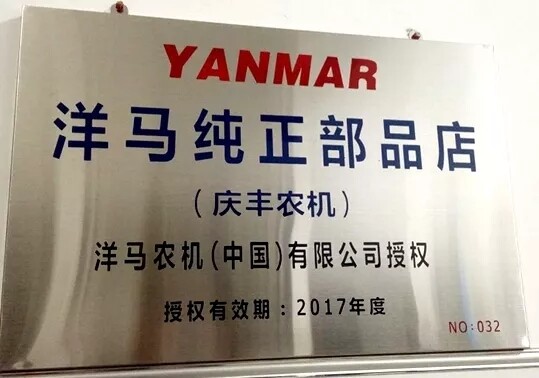 YANMAR
洋马纯正部品店
(庆丰农机)
洋马农机(中国)有限公司授权
授权有效期:2017年度
NO:032